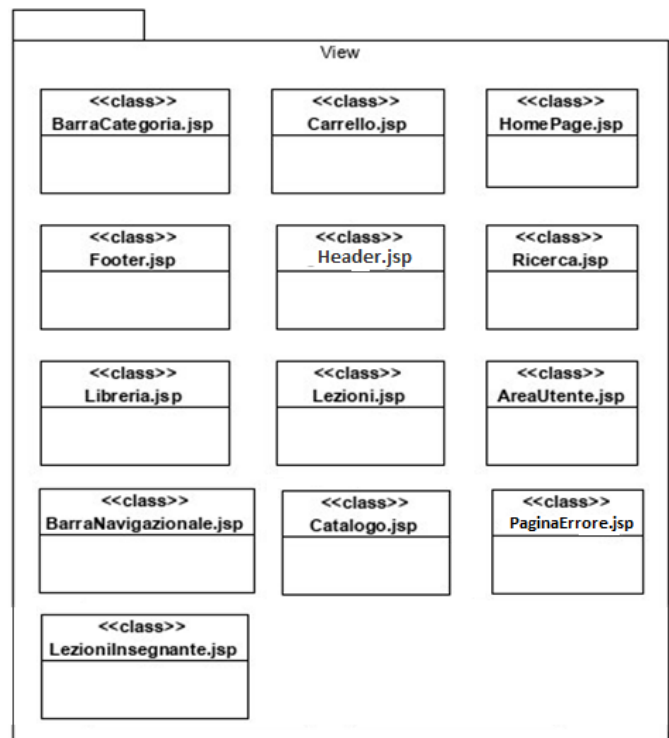 View
<<class>>
BarraCategoria.jsp
<<class>>
Carrello.jsp
<<class>>
HomePage.jsp
<<class>>
Footer.jsp
<<class>>
Header.jsp
<<class>>
Ricerca.jsp
<<class>>
Libreria.jsp
<<class>>
Lezioni.jsp
<<class>>
AreaUtente.jsp
<<class>>
BarraNavigazionale.jsp
<<class>>
Catalogo.jsp
<<class>>
PaginaErrore.jsp
<<class>>
LezioniInsegnante.jsp